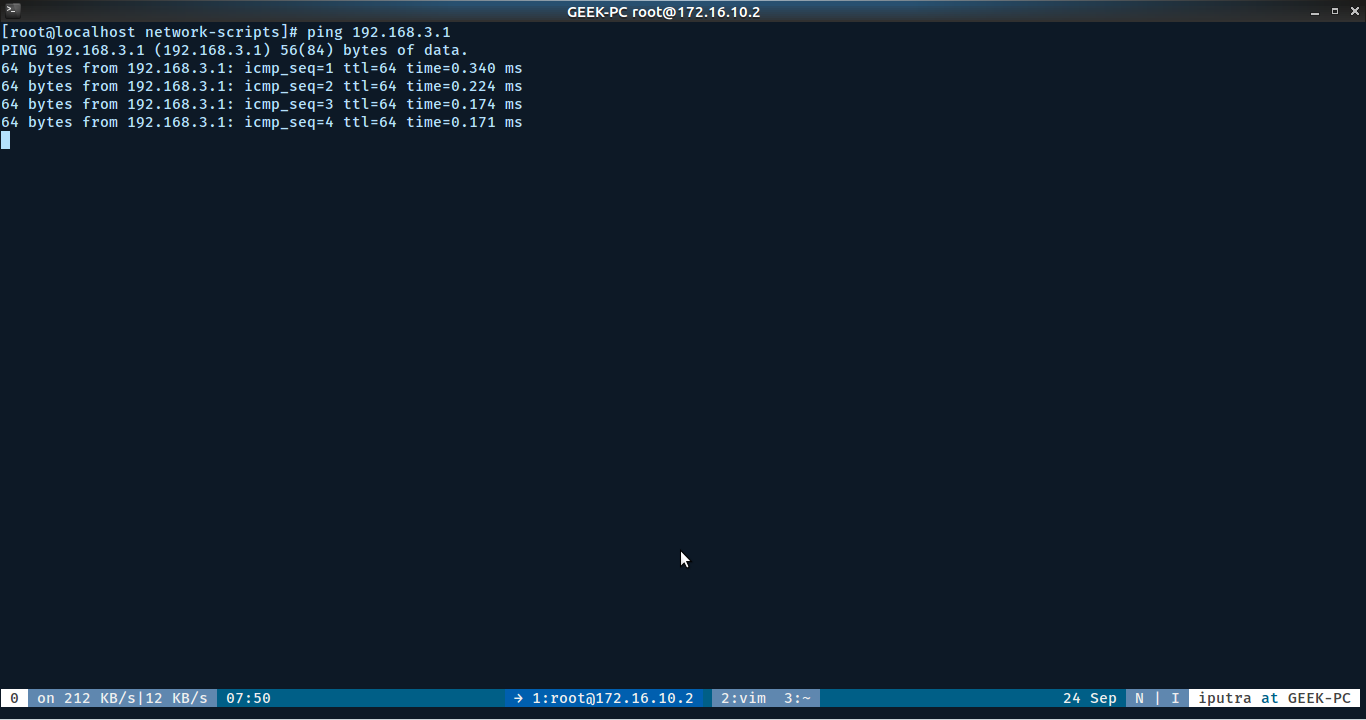 GEEK-PC root@172.16.10.2
[root@localhost network-scripts]# ping 192.168.3.1
PING 192.168.3.1 (192.168.3.1) 56(84) bytes of data.
64 bytes from 192.168.3.1: icmp_seq=1 ttl=64 time=0.340 ms
64 bytes from 192.168.3.1: icmp_seq=2 ttl=64 time=0.224 ms
64 bytes from 192.168.3.1: icmp_seq=3 ttl=64 time=0.174 ms
64 bytes from 192.168.3.1: icmp_seq=4 ttl=64 time=0.171 ms
0 on 212 KB/s|12 KB/s 07:50 → 1:root@172.16.10.2 2:vim 3:~ 24 Sep N | I iputra at GEEK-PC